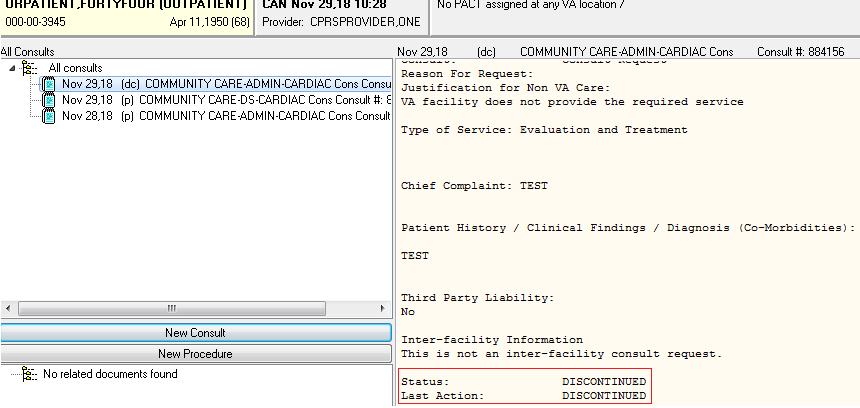 ORPATIENT,FORTYFOUR (OUTPATIENT)
000-00-3945 Apr 11,1950 (68)
CAN Nov 29,18 10:28
Provider: CPRSPROVIDER,ONE
No PACT assigned at any VA location /
All Consults
All consults
Nov 29,18 (dc) COMMUNITY CARE-ADMIN-CARDIAC Cons Consu
Nov 29,18 (p) COMMUNITY CARE-DS-CARDIAC Cons Consult #: 8
Nov 28,18 (p) COMMUNITY CARE-ADMIN-CARDIAC Cons Consult
New Consult
New Procedure
No related documents found
Nov 29,18 (dc) COMMUNITY CARE-ADMIN-CARDIAC Cons Consult #: 884156
Consult: Consult Request
Reason For Request:
Justification for Non VA Care:
VA facility does not provide the required service
Type of Service: Evaluation and Treatment
Chief Complaint: TEST
Patient History / Clinical Findings / Diagnosis (Co-Morbidities):
TEST
Third Party Liability:
No
Inter-facility Information
This is not an inter-facility consult request.
Status: DISCONTINUED
Last Action: DISCONTINUED